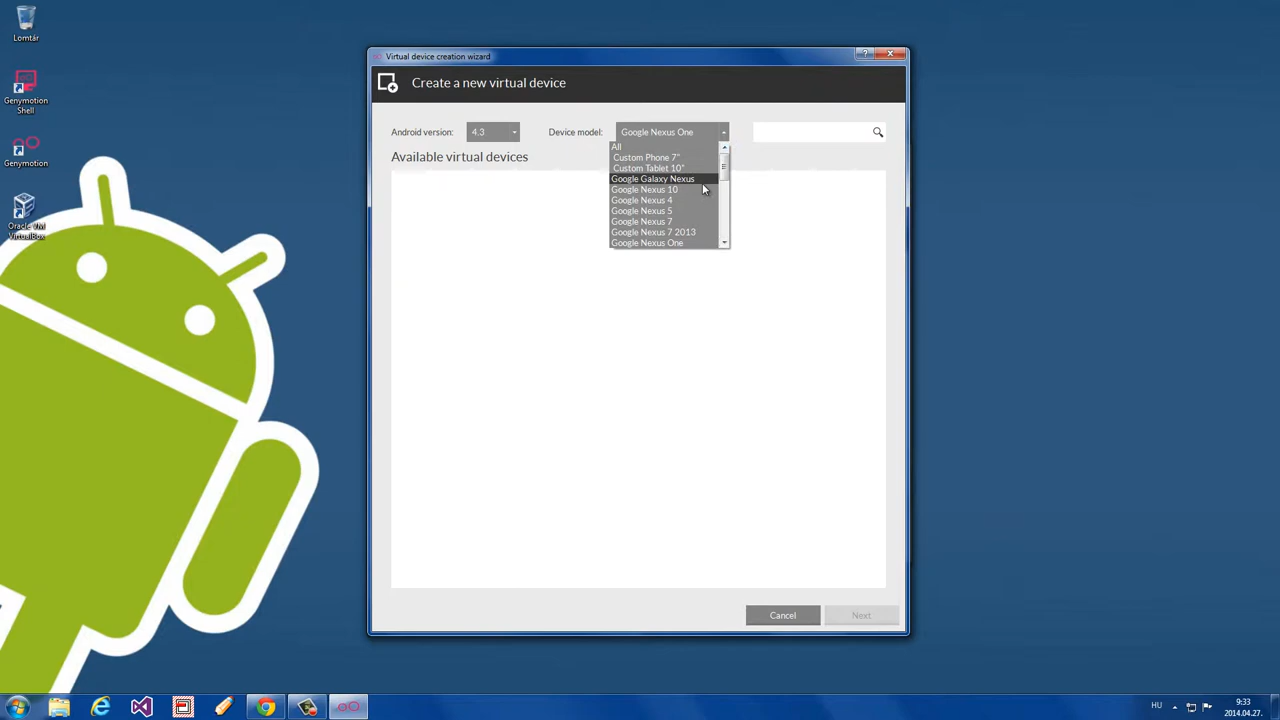 Lomtár
Genymotion
Shell
Genymotion
Oracle VM
VirtualBox
Virtual device creation wizard
?
Create a new virtual device
Android version:
4.3
Device model:
Google Nexus One
All
Custom Phone 7"
Custom Tablet 10"
Google Galaxy Nexus
Google Nexus 10
Google Nexus 4
Google Nexus 5
Google Nexus 7
Google Nexus 7 2013
Google Nexus One
Available virtual devices
Cancel
Next
HU
9:33
2014.04.27.